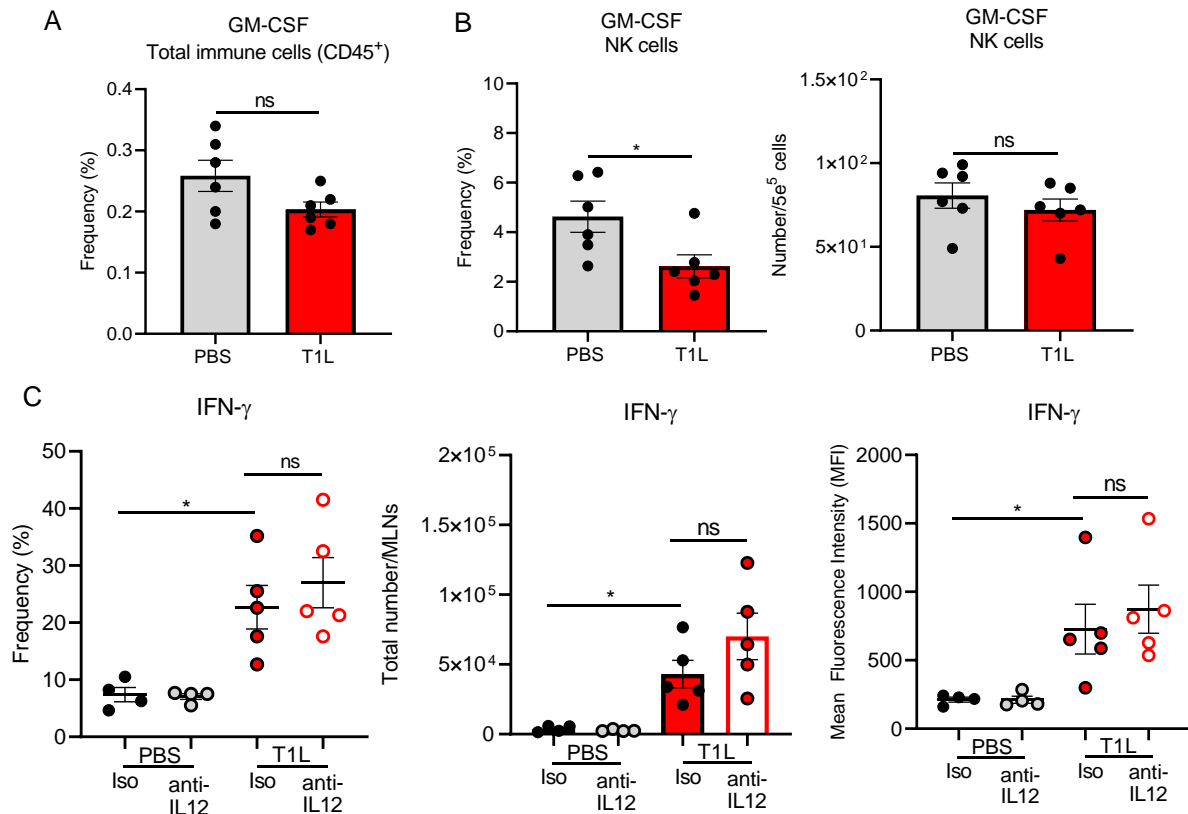 A
GM-CSF
Total immune cells (CD45⁺)
Frequency (%)
0.4
0.3
0.2
0.1
0.0
ns
PBS
T1L
B
GM-CSF
NK cells
Frequency (%)
10
8
6
4
2
0
*
PBS
T1L
GM-CSF
NK cells
Number/5e⁵ cells
1.5×10²
1×10²
5×10¹
0
ns
PBS
T1L
C
IFN-γ
Frequency (%)
50
40
30
20
10
0
*
ns
PBS
T1L
Iso
anti-
IL12
Iso
anti-
IL12
IFN-γ
Total number/MLNs
2×10⁵
1.5×10⁵
1×10⁵
5×10⁴
0
*
ns
PBS
T1L
Iso
anti-
IL12
Iso
anti-
IL12
IFN-γ
Mean Fluorescence Intensity (MFI)
2000
1500
1000
500
0
*
ns
PBS
T1L
Iso
anti-
IL12
Iso
anti-
IL12